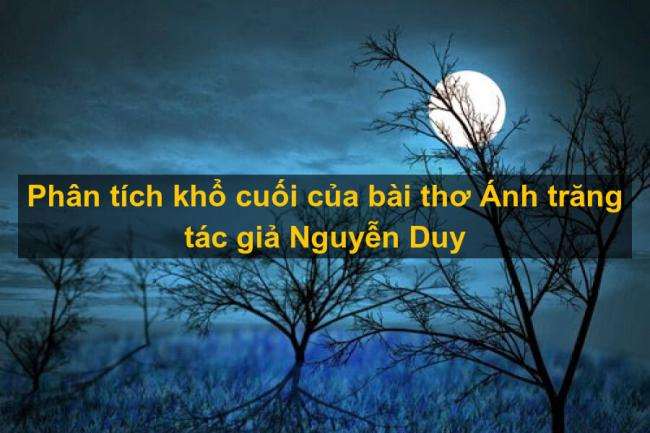 Phân tích khổ cuối của bài thơ Ánh trăng
tác giả Nguyễn Duy